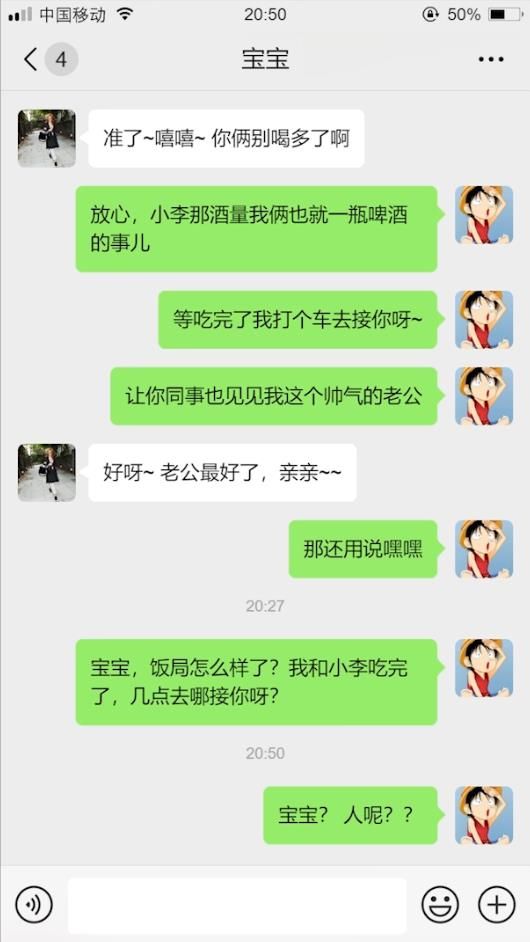 中国移动 20:50 50%
4 宝宝
准了~嘻嘻~ 你俩别喝多了啊
放心，小李那酒量我俩也就一瓶啤酒
的事儿
等吃完了我打个车去接你呀~
让你同事也见见我这个帅气的老公
好呀~ 老公最好了，亲亲~~
那还用说嘿嘿
20:27
宝宝，饭局怎么样了？我和小李吃完
了，几点去哪接你呀？
20:50
宝宝？ 人呢？？